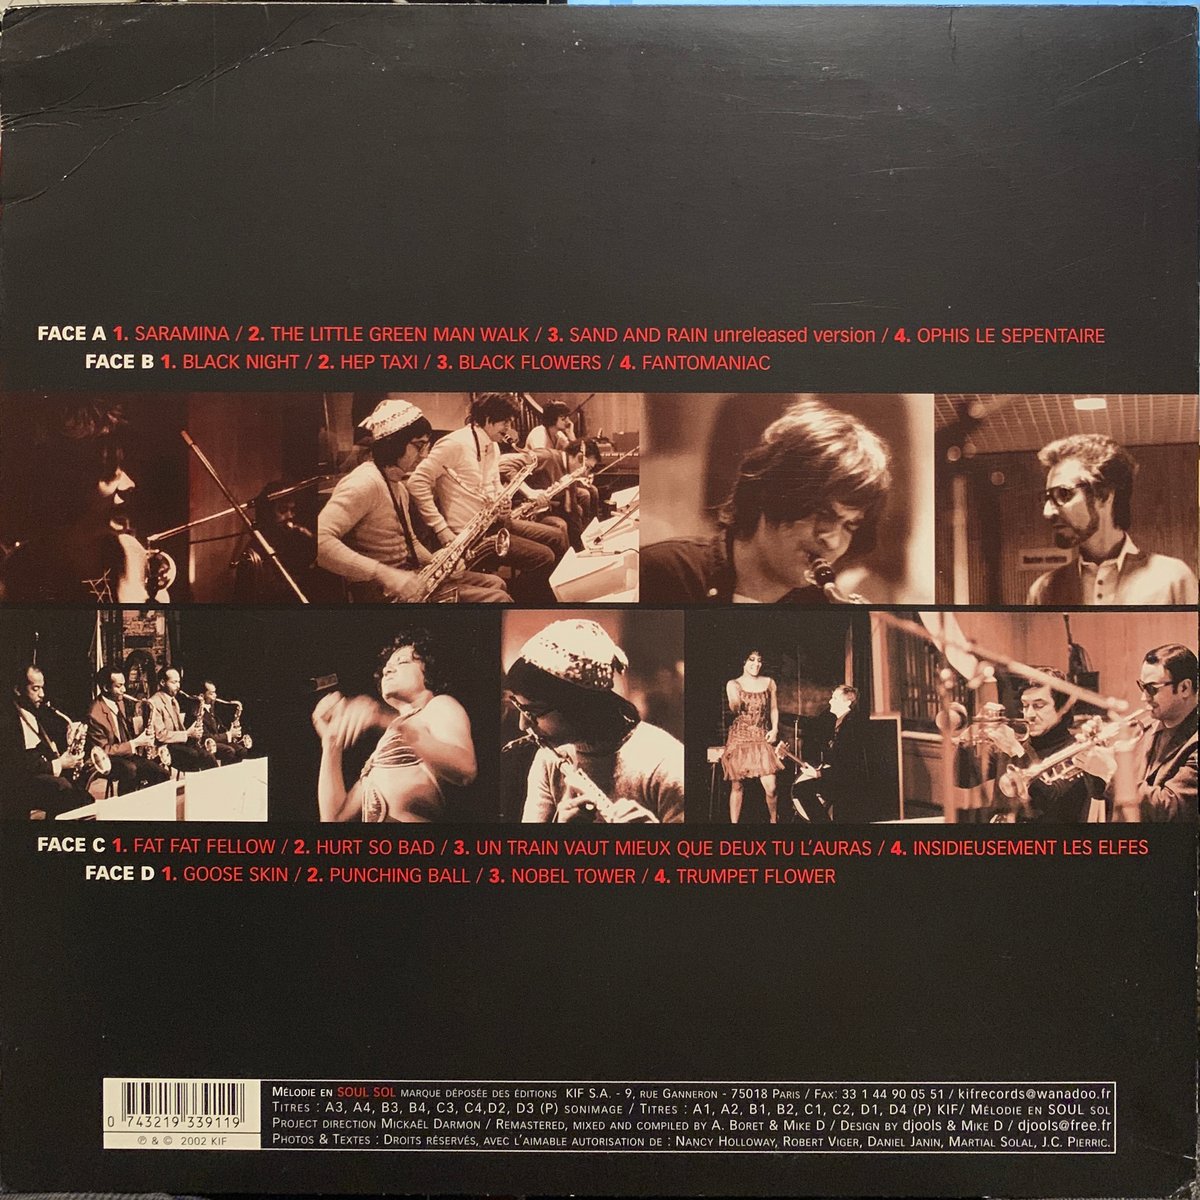 FACE A 1. SARAMINA / 2. THE LITTLE GREEN MAN WALK / 3. SAND AND RAIN unreleased version / 4. OPHIS LE SEPENTAIRE
FACE B 1. BLACK NIGHT / 2. HEP TAXI / 3. BLACK FLOWERS / 4. FANTOMANIAC
FACE C 1. FAT FAT FELLOW / 2. HURT SO BAD / 3. UN TRAIN VAUT MIEUX QUE DEUX TU L'AURAS / 4. INSIDIEUSEMENT LES ELFES
FACE D 1. GOOSE SKIN / 2. PUNCHING BALL / 3. NOBEL TOWER / 4. TRUMPET FLOWER
0 743219 339119
℗ & © 2002 KIF
MÉLODIE EN SOUL SOL MARQUE DÉPOSÉE DES ÉDITIONS KIF S.A. - 9, RUE GANNERON - 75018 PARIS / FAX: 33 1 44 90 05 51 / kifrecords@wanadoo.fr
TITRES : A3, A4, B3, B4, C3, C4,D2, D3 (P) SONIMAGE / TITRES : A1, A2, B1, B2, C1, C2, D1, D4 (P) KIF/ MÉLODIE EN SOUL SOL
PROJECT DIRECTION MICKAËL DARMON / REMASTERED, MIXED AND COMPILED BY A. BORET & MIKE D / DESIGN BY djools & MIKE D / djools@free.fr
PHOTOS & TEXTES : DROITS RÉSERVÉS, AVEC L'AIMABLE AUTORISATION DE : NANCY HOLLOWAY, ROBERT VIGER, DANIEL JANIN, MARTIAL SOLAL, J.C. PIERRIC.